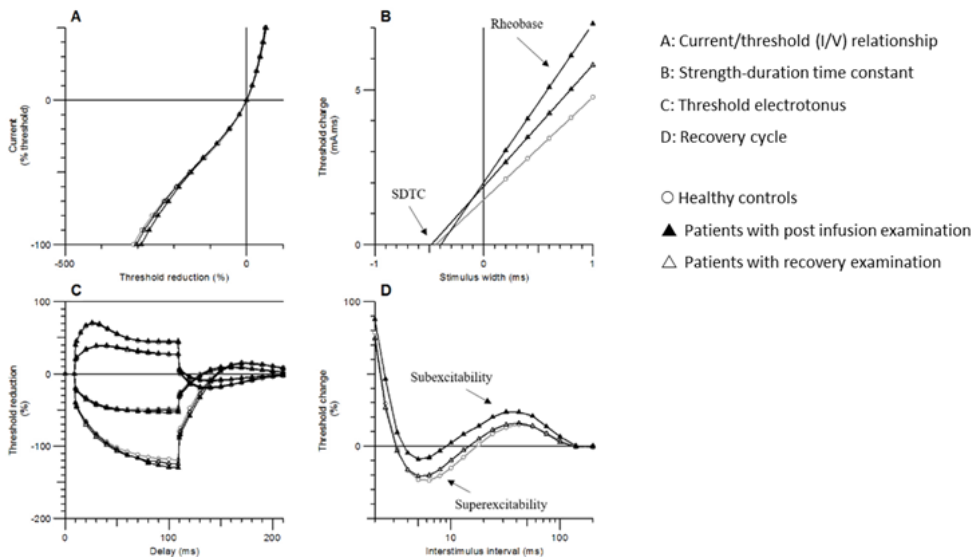 A
Current
(% threshold)
0
-100
-500
0
Threshold reduction (%)
B
Rheobase
Threshold charge
(mA.ms)
5
SDTC
0
-1
0
1
Stimulus width (ms)
C
100
0
-100
-200
Threshold reduction
(%)
0
100
200
Delay (ms)
D
100
0
Threshold change
(%)
Subexcitability
Superexcitability
10
100
Interstimulus interval (ms)
A: Current/threshold (I/V) relationship
B: Strength-duration time constant
C: Threshold electrotonus
D: Recovery cycle
Healthy controls
Patients with post infusion examination
Patients with recovery examination